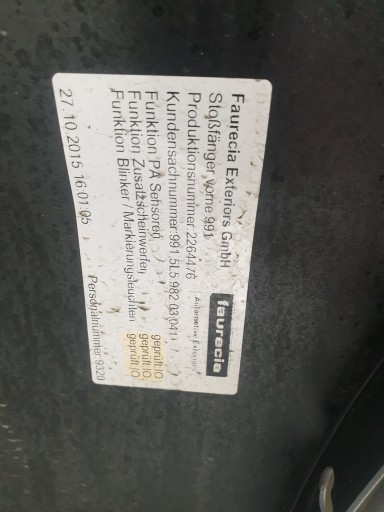 Faurecia Exteriors GmbH
faurecia
Automotive Exteriors
Stoßfänger vorne 991
Produktionsnummer:2264476
Kundensachnummer:991 5L5 982 03(041)
Funktion PA Sensoren geprüft:IO
Funktion Zusatzscheinwerfer geprüft:IO
Funktion Blinker / Markierungsleuchten geprüft:IO
27.10.2015 16:01:05 Personalnummer:9320